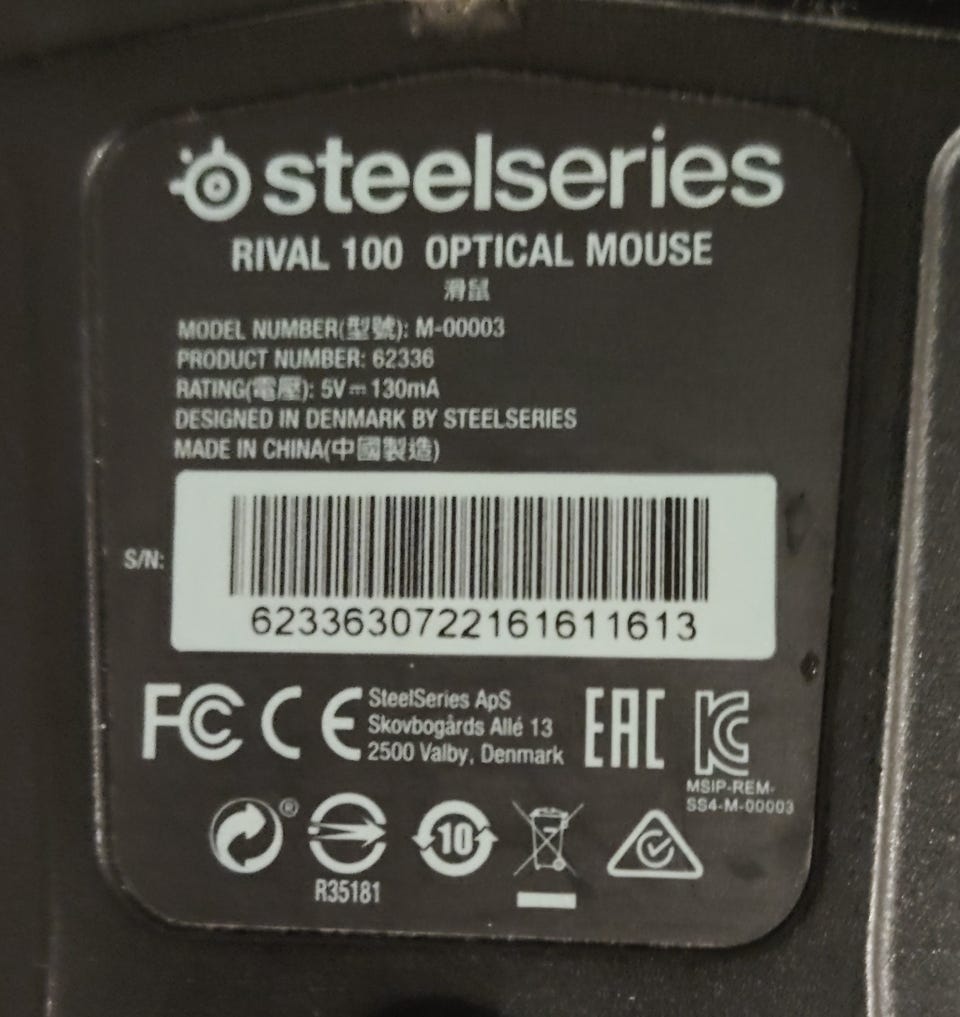 steelseries
RIVAL 100 OPTICAL MOUSE
滑鼠
MODEL NUMBER(型號): M-00003
PRODUCT NUMBER: 62336
RATING(電壓): 5V⎓130mA
DESIGNED IN DENMARK BY STEELSERIES
MADE IN CHINA(中國製造)
S/N:
62336307221616​11613
FC CE
SteelSeries ApS
Skovbogårds Allé 13
2500 Valby, Denmark
EAC
KC
MSIP-REM-
SS4-M-00003
®
10
R35181